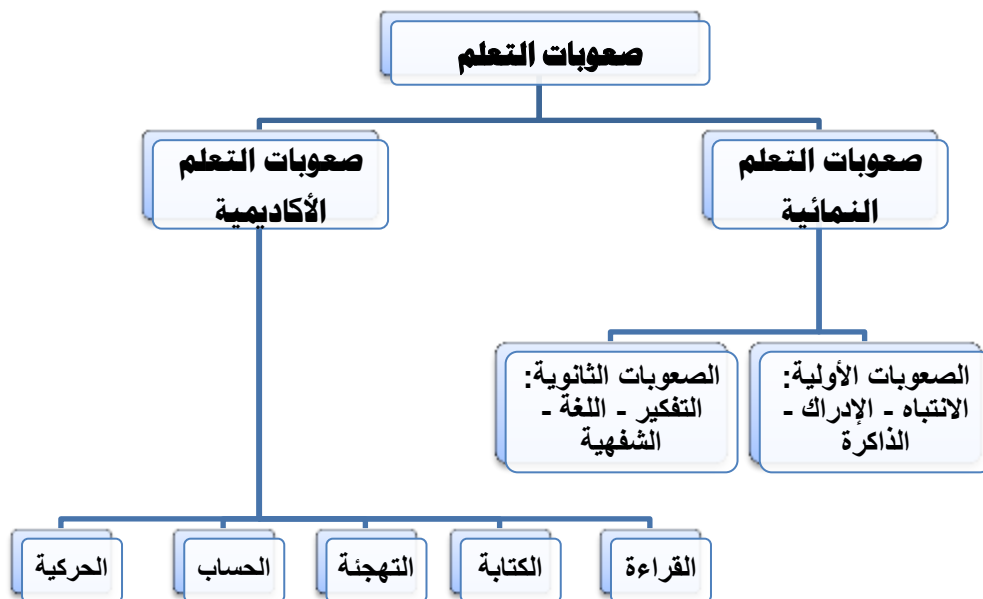 صعوبات التعلم
صعوبات التعلم
النمائية
صعوبات التعلم
الأكاديمية
الصعوبات الأولية:
الانتباه - الإدراك -
الذاكرة
الصعوبات الثانوية:
التفكير - اللغة -
الشفهية
القراءة
الكتابة
التهجئة
الحساب
الحركية